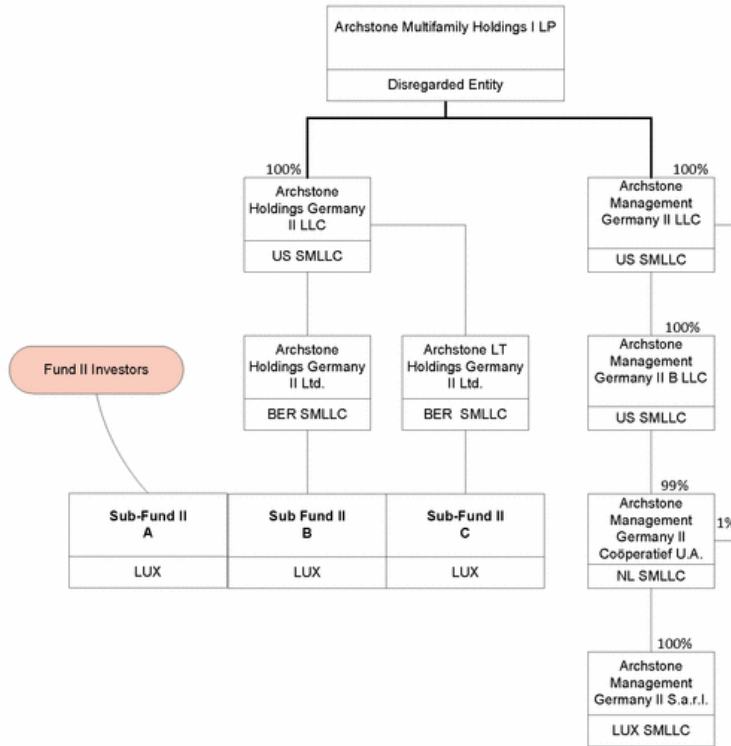 Archstone Multifamily Holdings I LP
Disregarded Entity
100%
Archstone
Holdings Germany
II LLC
US SMLLC
100%
Archstone
Management
Germany II LLC
US SMLLC
Fund II Investors
Archstone
Holdings Germany
II Ltd.
BER SMLLC
Archstone LT
Holdings Germany
II Ltd.
BER SMLLC
100%
Archstone
Management
Germany II B LLC
US SMLLC
Sub-Fund II
A
LUX
Sub Fund II
B
LUX
Sub-Fund II
C
LUX
99%
Archstone
Management
Germany II
Coöperatief U.A.
NL SMLLC
1%
100%
Archstone
Management
Germany II S.a.r.l.
LUX SMLLC